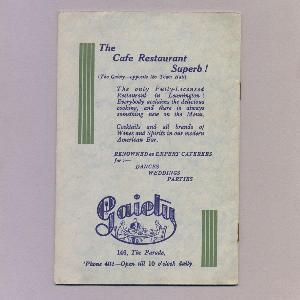 The
Cafe Restaurant
Superb!
(The Gaiety—opposite the Town Hall)
The only Fully-Licensed
Restaurant in Leamington.
Everybody acclaims the delicious
cooking, and there is always
something new on the Menu.
Cocktails and all brands of
Wines and Spirits in our modern
American Bar.
RENOWNED as EXPERT CATERERS
for :—
DANCES
WEDDINGS
PARTIES
Gaiety
The Parade,
'Phone 401—Open till 10 o'clock daily.